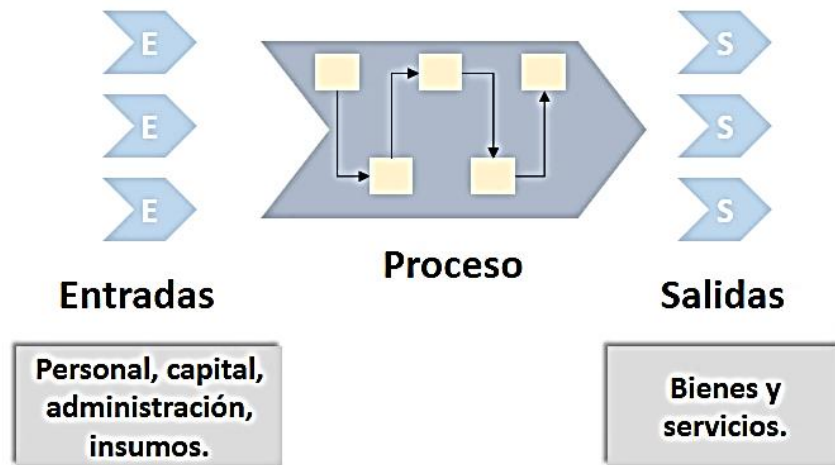 E
S
E
S
E
S
Proceso
Entradas
Salidas
Personal, capital,
administración,
insumos.
Bienes y
servicios.